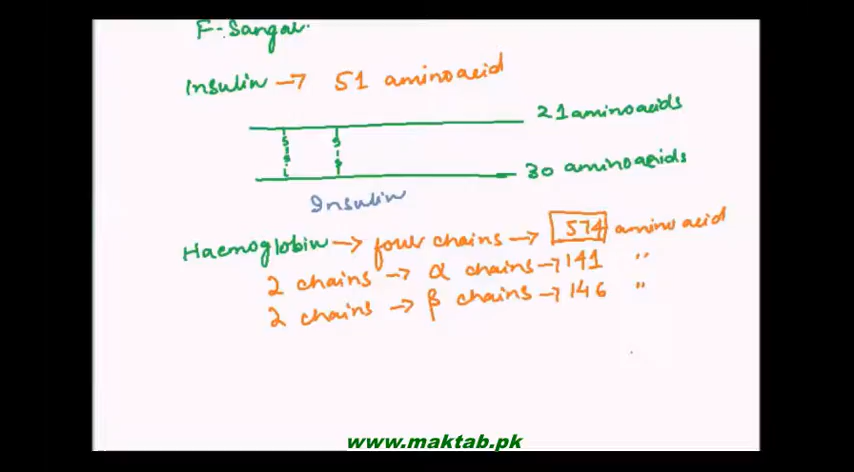 F. Sangar.
Insulin → 51 aminoacid
21 aminoacids
S S
30 aminoacids
Insulin
Haemoglobin → four chains → 574 amino acid
2 chains → α chains → 141 "
2 chains → β chains → 146 "
www.maktab.pk